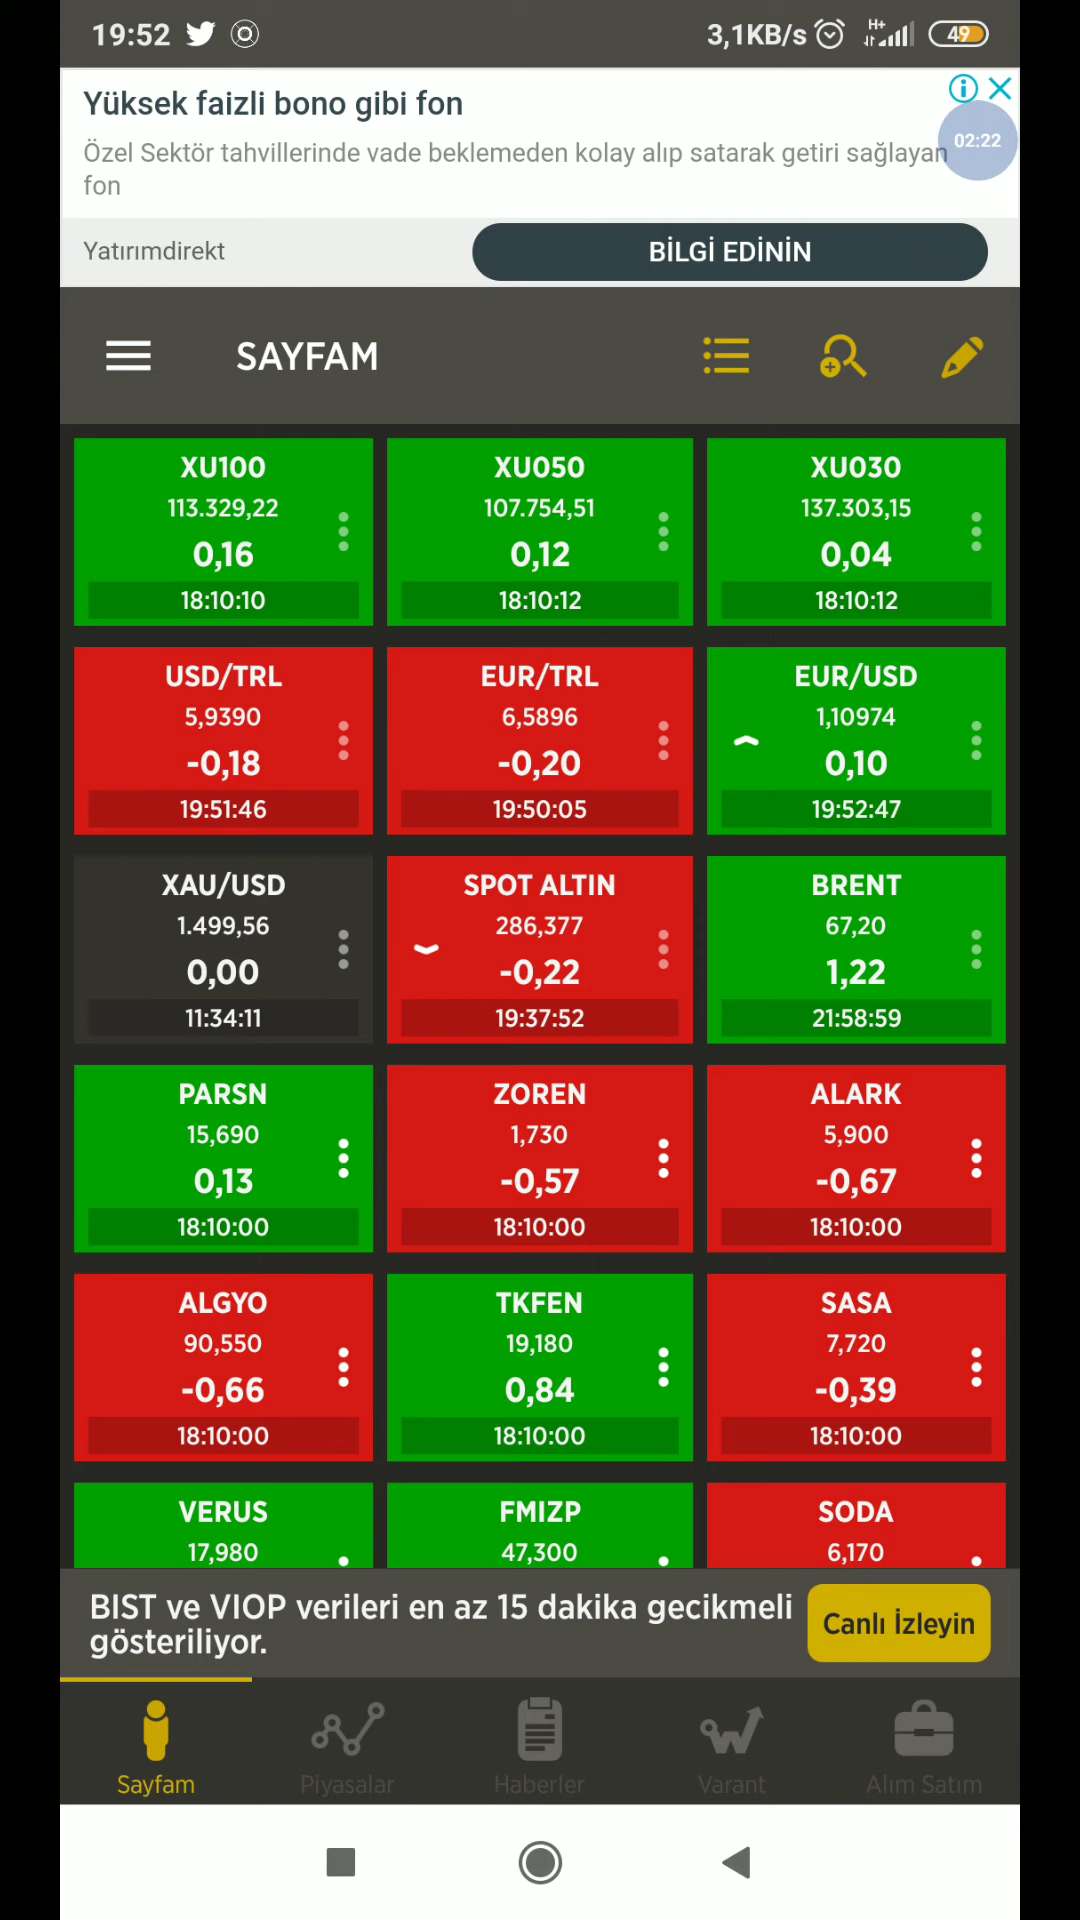 19:52
3,1KB/s
H+
49
Yüksek faizli bono gibi fon
Özel Sektör tahvillerinde vade beklemeden kolay alıp satarak getiri sağlayan
fon
02:22
Yatırımdirekt
BİLGİ EDİNİN
SAYFAM
XU100
113.329,22
0,16
18:10:10
XU050
107.754,51
0,12
18:10:12
XU030
137.303,15
0,04
18:10:12
USD/TRL
5,9390
-0,18
19:51:46
EUR/TRL
6,5896
-0,20
19:50:05
EUR/USD
1,10974
0,10
19:52:47
XAU/USD
1.499,56
0,00
11:34:11
SPOT ALTIN
286,377
-0,22
19:37:52
BRENT
67,20
1,22
21:58:59
PARSN
15,690
0,13
18:10:00
ZOREN
1,730
-0,57
18:10:00
ALARK
5,900
-0,67
18:10:00
ALGYO
90,550
-0,66
18:10:00
TKFEN
19,180
0,84
18:10:00
SASA
7,720
-0,39
18:10:00
VERUS
17,980
FMIZP
47,300
SODA
6,170
BIST ve VIOP verileri en az 15 dakika gecikmeli
gösteriliyor.
Canlı İzleyin
Sayfam
Piyasalar
Haberler
Varant
Alım Satım